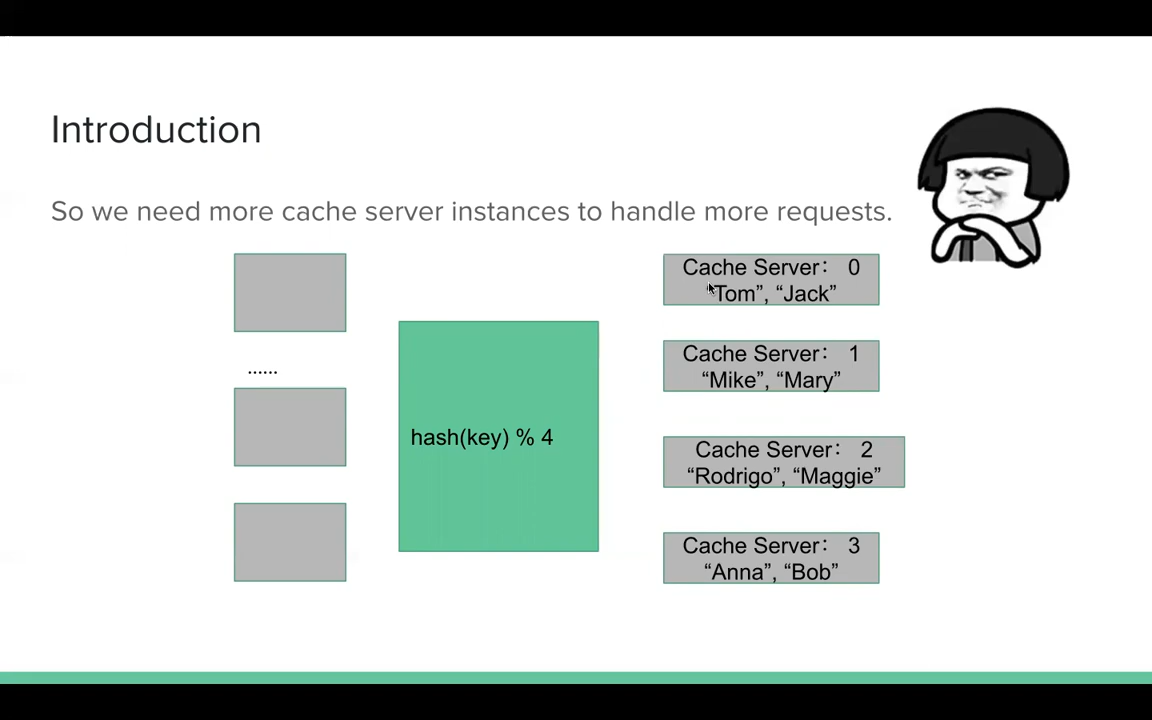 Introduction
So we need more cache server instances to handle more requests.
......
hash(key) % 4
Cache Server： 0
“Tom”, “Jack”
Cache Server： 1
“Mike”, “Mary”
Cache Server： 2
“Rodrigo”, “Maggie”
Cache Server： 3
“Anna”, “Bob”